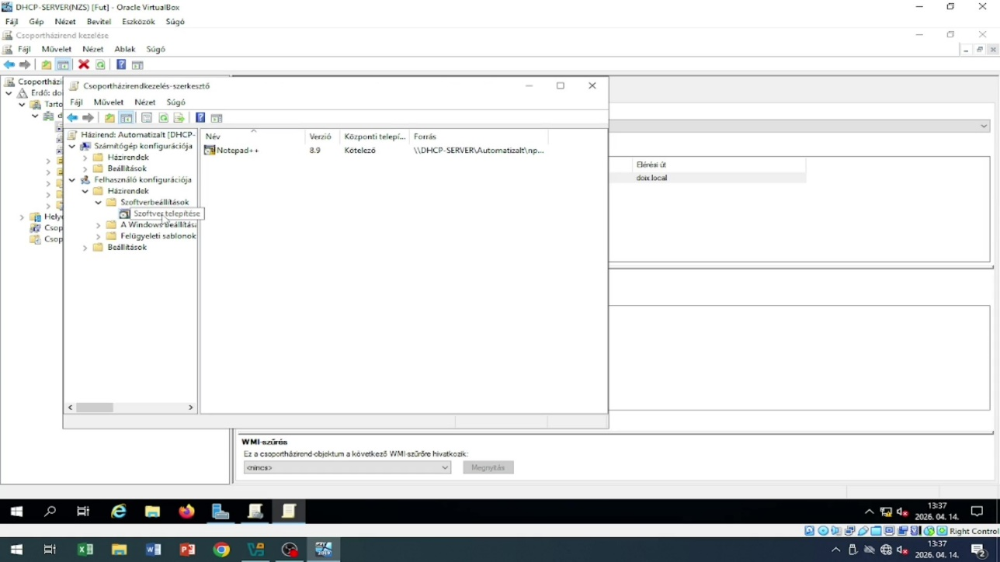 DHCP-SERVER(NZS) [Fut] - Oracle VirtualBox
Fájl Gép Nézet Bevitel Eszközök Súgó
Csoportházirend kezelése
Fájl Művelet Nézet Ablak Súgó
Csoportházi
Erdő: doi
Tarto
d
Hely
Csop
Csop
Csoportházirendkezelés-szerkesztő
Fájl Művelet Nézet Súgó
Házirend: Automatizalt [DHCP-
Számítógép konfigurációja
Házirendek
Beállítások
Felhasználó konfigurációja
Házirendek
Szoftverbeállítások
Szoftver telepítése
A Windows beállítása
Felügyeleti sablonok
Beállítások
Név Verzió Központi telepí... Forrás
Notepad++ 8.9 Kötelező \\DHCP-SERVER\Automatizalt\np...
Elérési út
doix.local
WMI-szűrés
Ez a csoportházirend-objektum a következő WMI-szűrőre hivatkozik:
<nincs> Megnyitás
13:37
2026. 04. 14.
Right Control
13:37
2026. 04. 14.
2